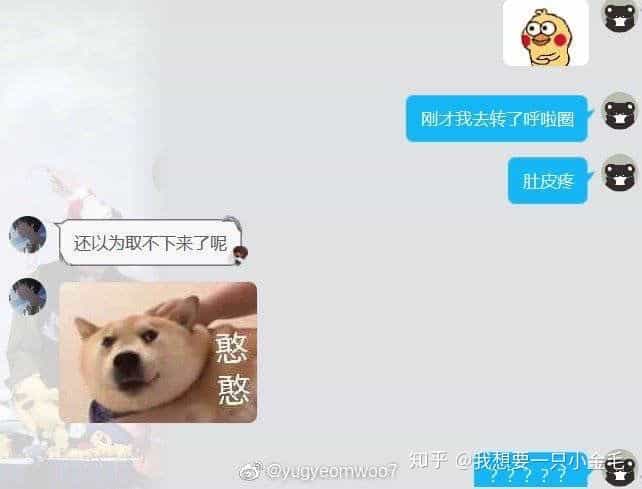 刚才我去转了呼啦圈
肚皮疼
还以为取不下来了呢
憨
憨
知乎 @我想要一只小金毛
@yugyeomwoo7
？？？？？